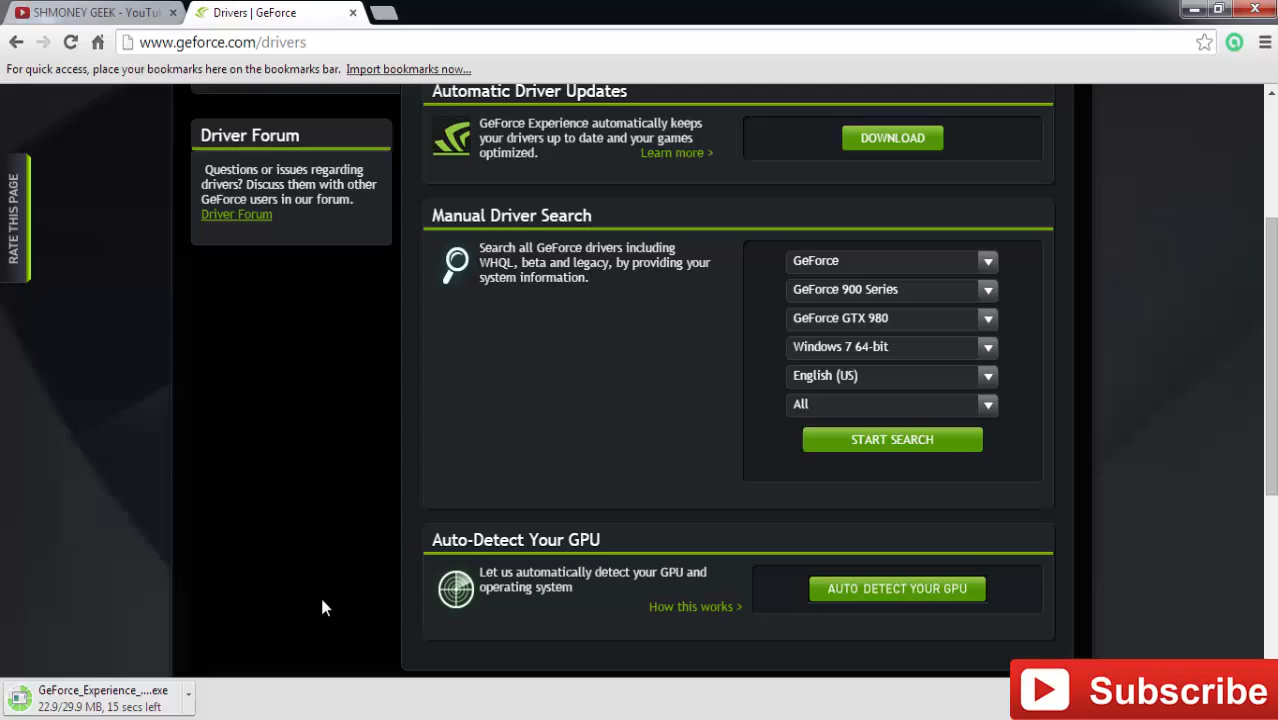 SHMONEY GEEK - YouTu
Drivers | GeForce
www.geforce.com/drivers
For quick access, place your bookmarks here on the bookmarks bar. Import bookmarks now...
RATE THIS PAGE
Driver Forum
Questions or issues regarding
drivers? Discuss them with other
GeForce users in our forum.
Driver Forum
Automatic Driver Updates
GeForce Experience automatically keeps
your drivers up to date and your games
optimized. Learn more >
DOWNLOAD
Manual Driver Search
Search all GeForce drivers including
WHQL, beta and legacy, by providing your
system information.
GeForce
GeForce 900 Series
GeForce GTX 980
Windows 7 64-bit
English (US)
All
START SEARCH
Auto-Detect Your GPU
Let us automatically detect your GPU and
operating system
How this works >
AUTO DETECT YOUR GPU
GeForce_Experience_....exe
22.9/29.9 MB, 15 secs left
Subscribe